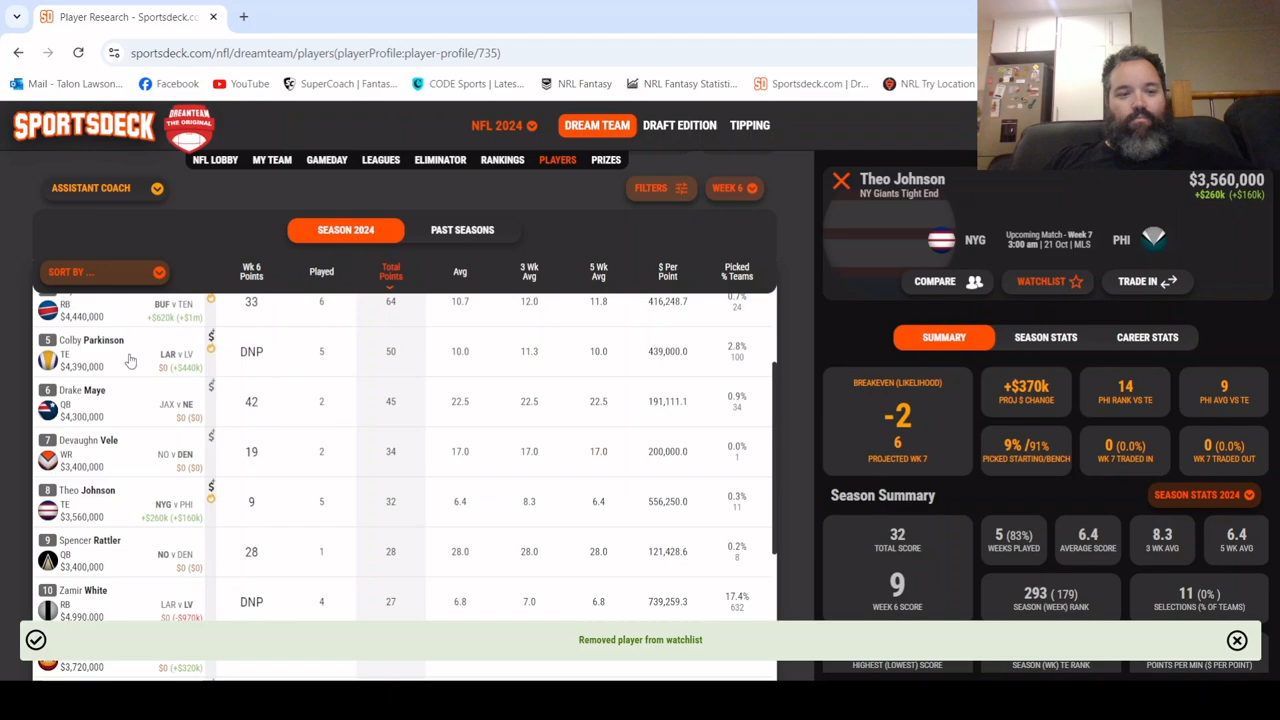 Player Research - Sportsdeck.cc
sportsdeck.com/nfl/dreamteam/players(playerProfile:player-profile/735)
Mail - Talon Lawson... Facebook YouTube SuperCoach | Fantas... CODE Sports | Lates... NRL Fantasy NRL Fantasy Statisti... Sportsdeck.com | Dr... NRL Try Location
SPORTSDECK DREAMTEAM THE ORIGINAL NFL 2024 DREAM TEAM DRAFT EDITION TIPPING
NFL LOBBY MY TEAM GAMEDAY LEAGUES ELIMINATOR RANKINGS PLAYERS PRIZES
ASSISTANT COACH FILTERS WEEK 6
SEASON 2024 PAST SEASONS
SORT BY ... Wk 6 Points Played Total Points Avg 3 Wk Avg 5 Wk Avg $ Per Point Picked % Teams
RB BUF v TEN 33 6 64 10.7 12.0 11.8 416,248.7 0.7%
$4,440,000 +$620k (+$1m) 24
5 Colby Parkinson $
TE LAR v LV DNP 5 50 10.0 11.3 10.0 439,000.0 2.8%
$4,390,000 $0 (+$440k) 100
6 Drake Maye $
QB JAX v NE 42 2 45 22.5 22.5 22.5 191,111.1 0.9%
$4,300,000 $0 ($0) 34
7 Devaughn Vele $
WR NO v DEN 19 2 34 17.0 17.0 17.0 200,000.0 0.0%
$3,400,000 $0 ($0) 1
8 Theo Johnson $
TE NYG v PHI 9 5 32 6.4 8.3 6.4 556,250.0 0.3%
$3,560,000 +$260k (+$160k) 11
9 Spencer Rattler
QB NO v DEN 28 1 28 28.0 28.0 28.0 121,428.6 0.2%
$3,400,000 $0 ($0) 8
10 Zamir White
RB LAR v LV DNP 4 27 6.8 7.0 6.8 739,259.3 17.4%
$4,990,000 $0 (-$970k) 632
Removed player from watchlist
$3,720,000 $0 (+$320k)
Theo Johnson $3,560,000
NY Giants Tight End +$260k (+$160k)
NYG Upcoming Match - Week 7 PHI
3:00 am | 21 Oct | MLS
COMPARE WATCHLIST TRADE IN
SUMMARY SEASON STATS CAREER STATS
BREAKEVEN (LIKELIHOOD)
-2
6
PROJECTED WK 7
+$370k 14 9
PROJ $ CHANGE PHI RANK VS TE PHI AVG VS TE
9% /91% 0 (0.0%) 0 (0.0%)
PICKED STARTING/BENCH WK 7 TRADED IN WK 7 TRADED OUT
Season Summary SEASON STATS 2024
32
TOTAL SCORE
9
WEEK 6 SCORE
5 (83%) 6.4 8.3 6.4
WEEKS PLAYED AVERAGE SCORE 3 WK AVG 5 WK AVG
293 ( 179) 11 (0% )
SEASON (WEEK) RANK SELECTIONS (% OF TEAMS)
HIGHEST (LOWEST) SCORE SEASON (WK) TE RANK POINTS PER MIN ($ PER POINT)